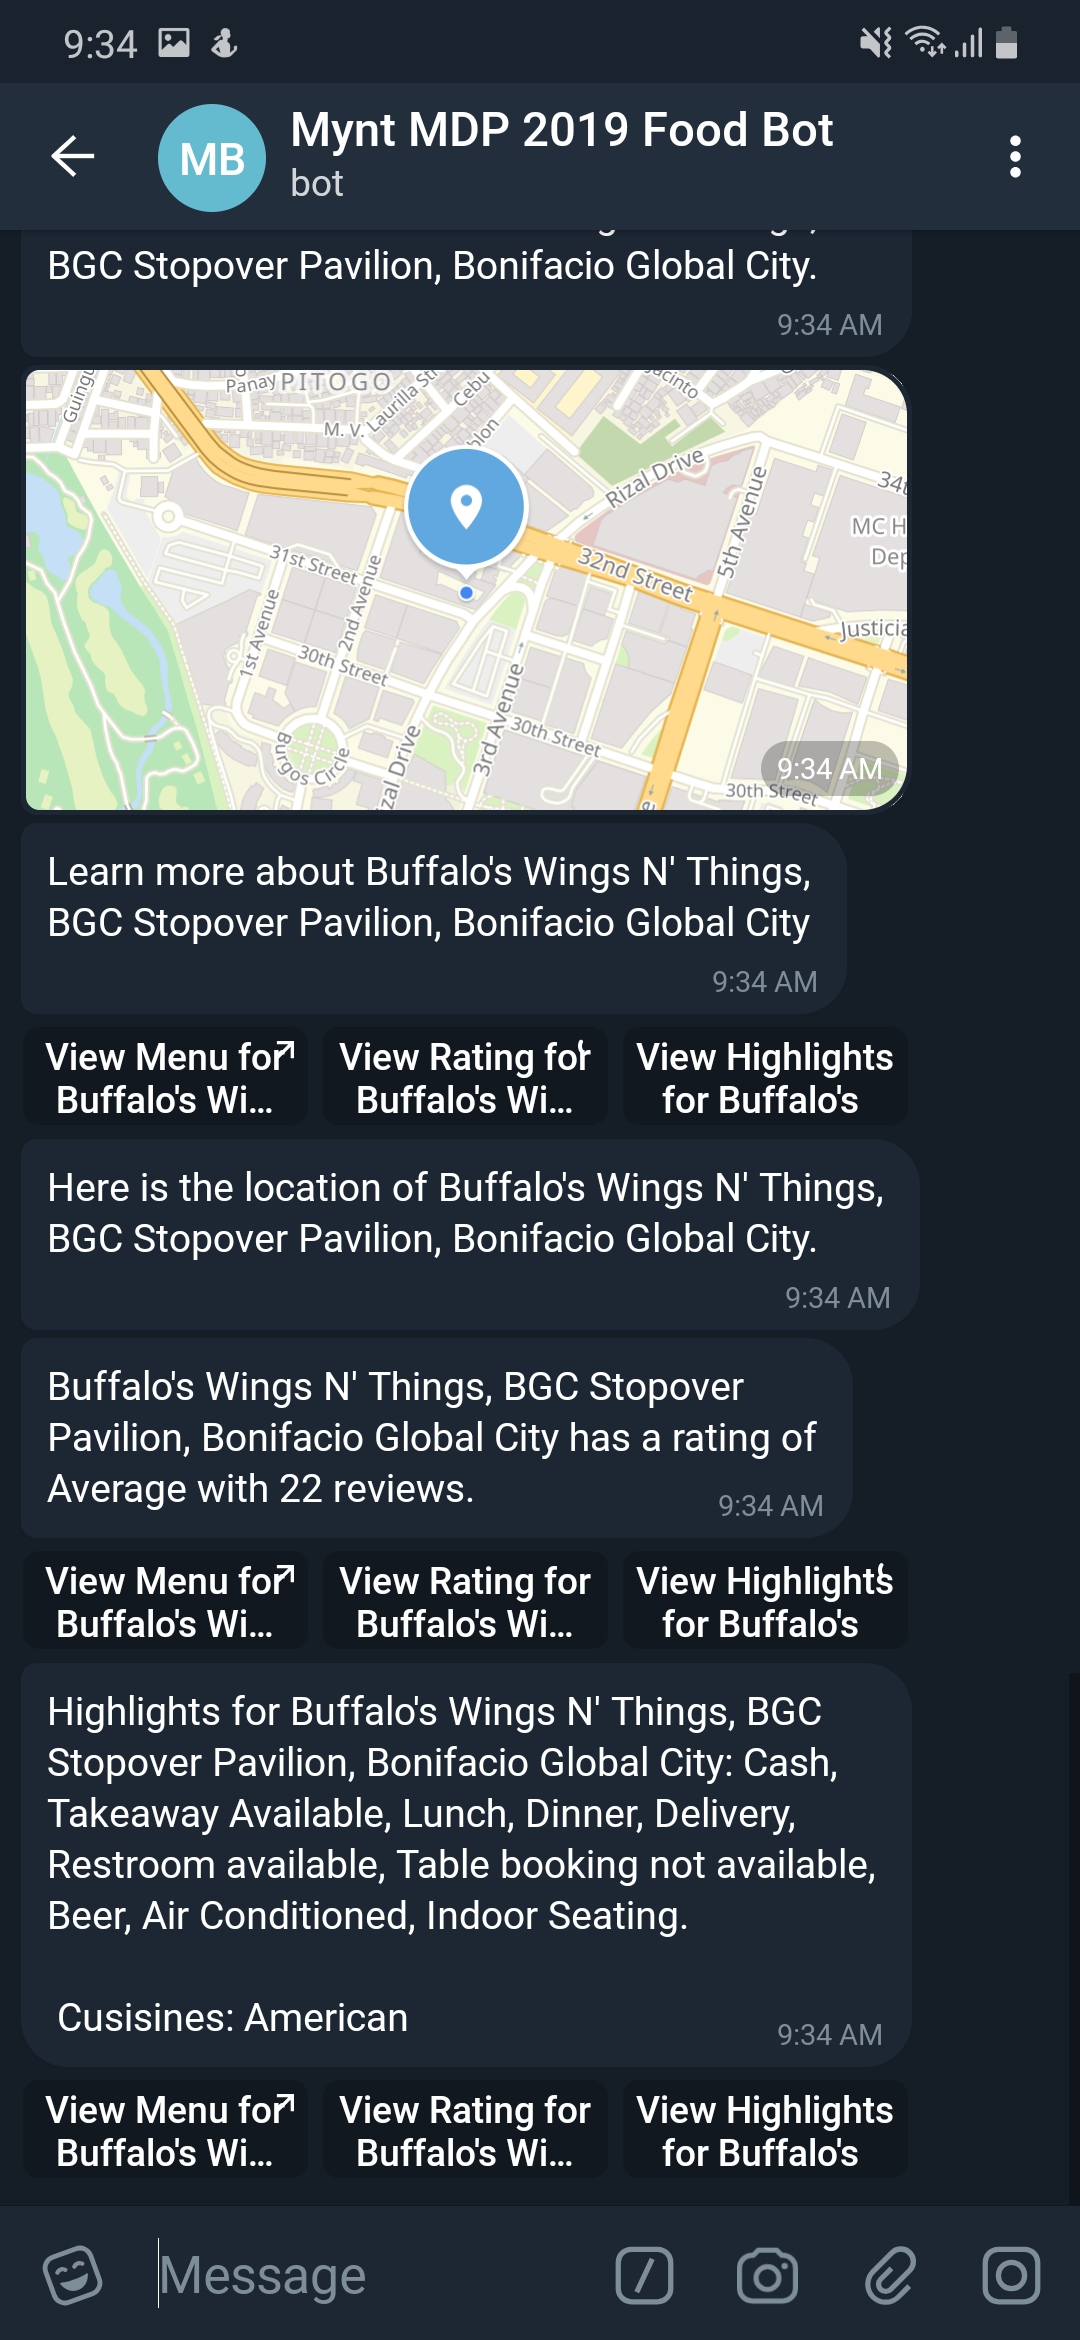 9:34
MB
Mynt MDP 2019 Food Bot
bot
BGC Stopover Pavilion, Bonifacio Global City.
9:34 AM
Panay
PITOGO
M. V. Laurilla
Cebu
Rizal Drive
5th Avenue
31st Street
32nd Street
2nd Avenue
1st Avenue
30th Street
3rd Avenue
30th Street
Burgos Circle
30th Street
9:34 AM
Learn more about Buffalo's Wings N' Things,
BGC Stopover Pavilion, Bonifacio Global City
9:34 AM
View Menu for
Buffalo's Wi...
View Rating for
Buffalo's Wi...
View Highlights
for Buffalo's
Here is the location of Buffalo's Wings N' Things,
BGC Stopover Pavilion, Bonifacio Global City.
9:34 AM
Buffalo's Wings N' Things, BGC Stopover
Pavilion, Bonifacio Global City has a rating of
Average with 22 reviews.
9:34 AM
View Menu for
Buffalo's Wi...
View Rating for
Buffalo's Wi...
View Highlights
for Buffalo's
Highlights for Buffalo's Wings N' Things, BGC
Stopover Pavilion, Bonifacio Global City: Cash,
Takeaway Available, Lunch, Dinner, Delivery,
Restroom available, Table booking not available,
Beer, Air Conditioned, Indoor Seating.
Cusisines: American
9:34 AM
View Menu for
Buffalo's Wi...
View Rating for
Buffalo's Wi...
View Highlights
for Buffalo's
Message